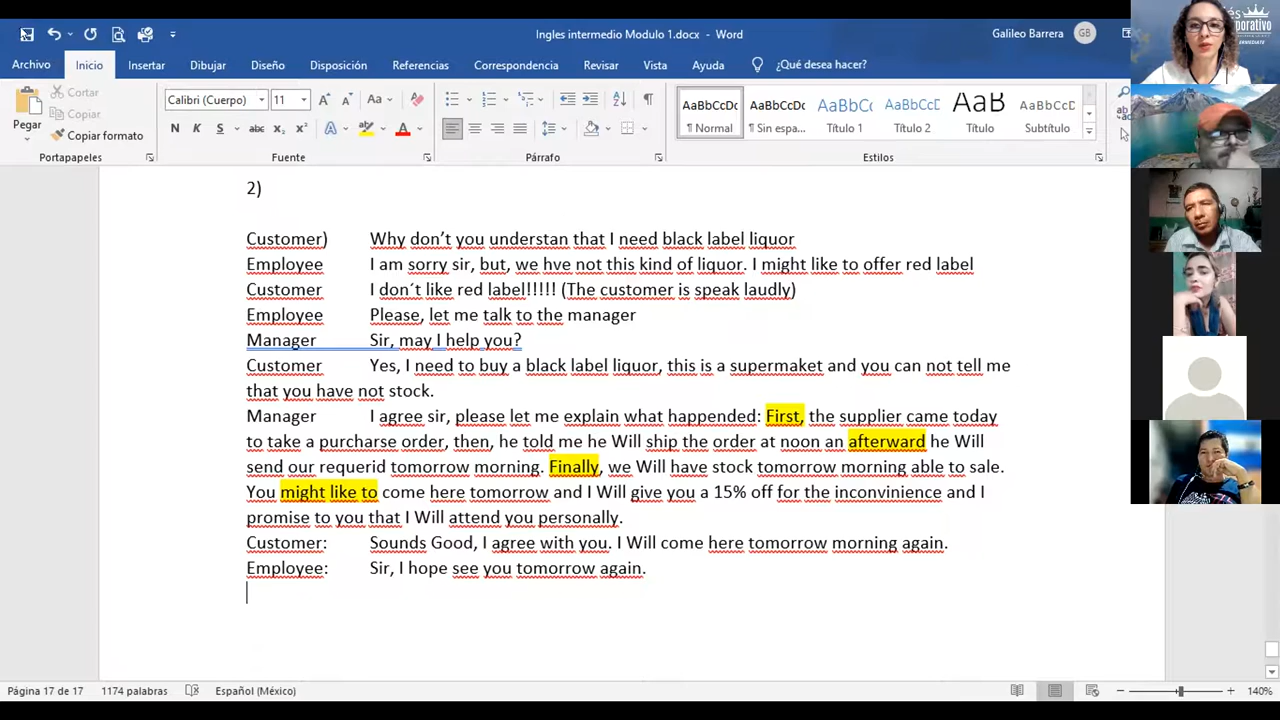 Ingles intermedio Modulo 1.docx - Word
Galileo Barrera
GB
Archivo Inicio Insertar Dibujar Diseño Disposición Referencias Correspondencia Revisar Vista Ayuda ¿Qué desea hacer?
Pegar
Cortar
Copiar
Copiar formato
Portapapeles
Calibri (Cuerpo) 11
Fuente
Párrafo
AaBbCcDc AaBbCcDc AaBbCcD AaBbCcD AaB AaBbCcD
¶ Normal ¶ Sin espa... Título 1 Título 2 Título Subtítulo
Estilos
2)
Customer) Why don't you understand that I need black label liquor
Employee I am sorry sir, but, we hve not this kind of liquor. I might like to offer red label
Customer I don´t like red label!!!!! (The customer is speak laudly)
Employee Please, let me talk to the manager
Manager Sir, may I help you?
Customer Yes, I need to buy a black label liquor, this is a supermaket and you can not tell me
that you have not stock.
Manager I agree sir, please let me explain what happened: First, the supplier came today
to take a purcharse order, then, he told me he Will ship the order at noon an afterward he Will
send our requerid tomorrow morning. Finally, we Will have stock tomorrow morning able to sale.
You might like to come here tomorrow and I Will give you a 15% off for the inconvinience and I
promise to you that I Will attend you personally.
Customer: Sounds Good, I agree with you. I Will come here tomorrow morning again.
Employee: Sir, I hope see you tomorrow again.
Página 17 de 17 1174 palabras Español (México) 140%